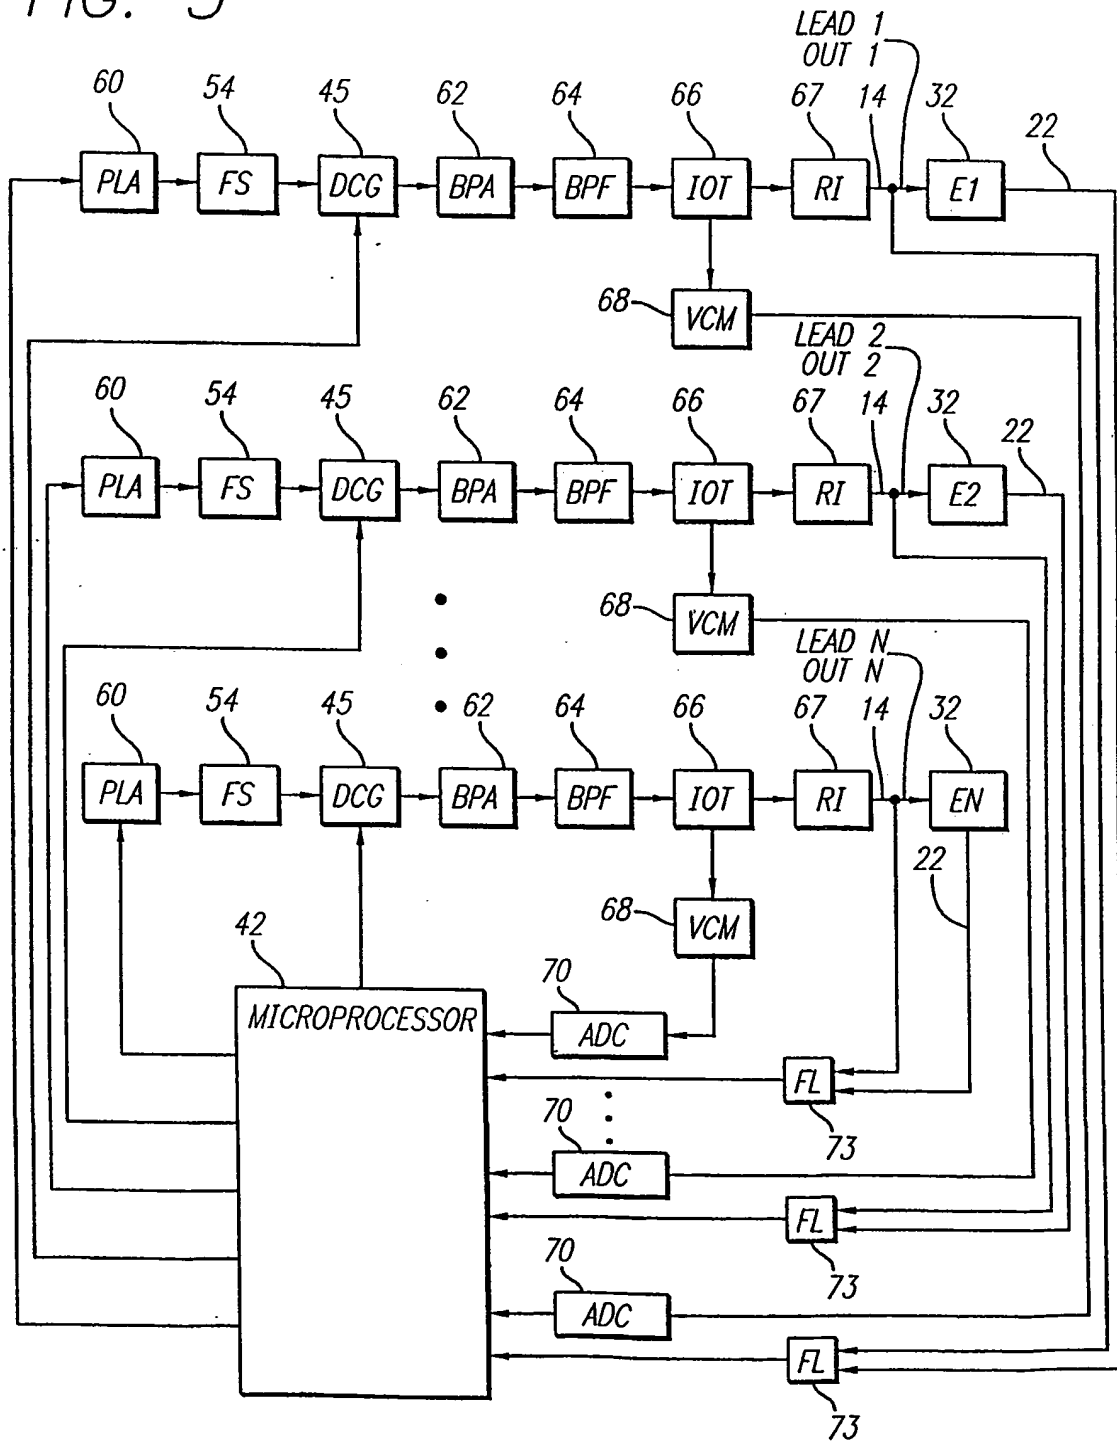 FIG.
LEAD 1
OUT 1
60 54 45 62 64 66 67 14 32 22
PLA FS DCG BPA BPF IOT RI E1
68 VCM
LEAD 2
OUT 2
60 54 45 62 64 66 67 14 32 22
PLA FS DCG BPA BPF IOT RI E2
68 VCM
LEAD N
OUT N
60 54 45 62 64 66 67 14 32
PLA FS DCG BPA BPF IOT RI EN
22
68 VCM
42
MICROPROCESSOR
70
ADC
FL
73
70
ADC
FL
73
70
ADC
FL
73